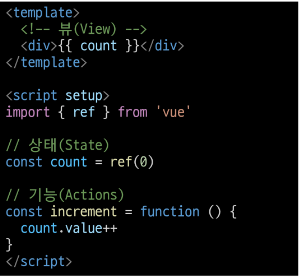 <template>
  <!-- 뷰(View) -->
  <div>{{ count }}</div>
</template>

<script setup>
import { ref } from 'vue'

// 상태(State)
const count = ref(0)

// 기능(Actions)
const increment = function () {
  count.value++
}
</script>